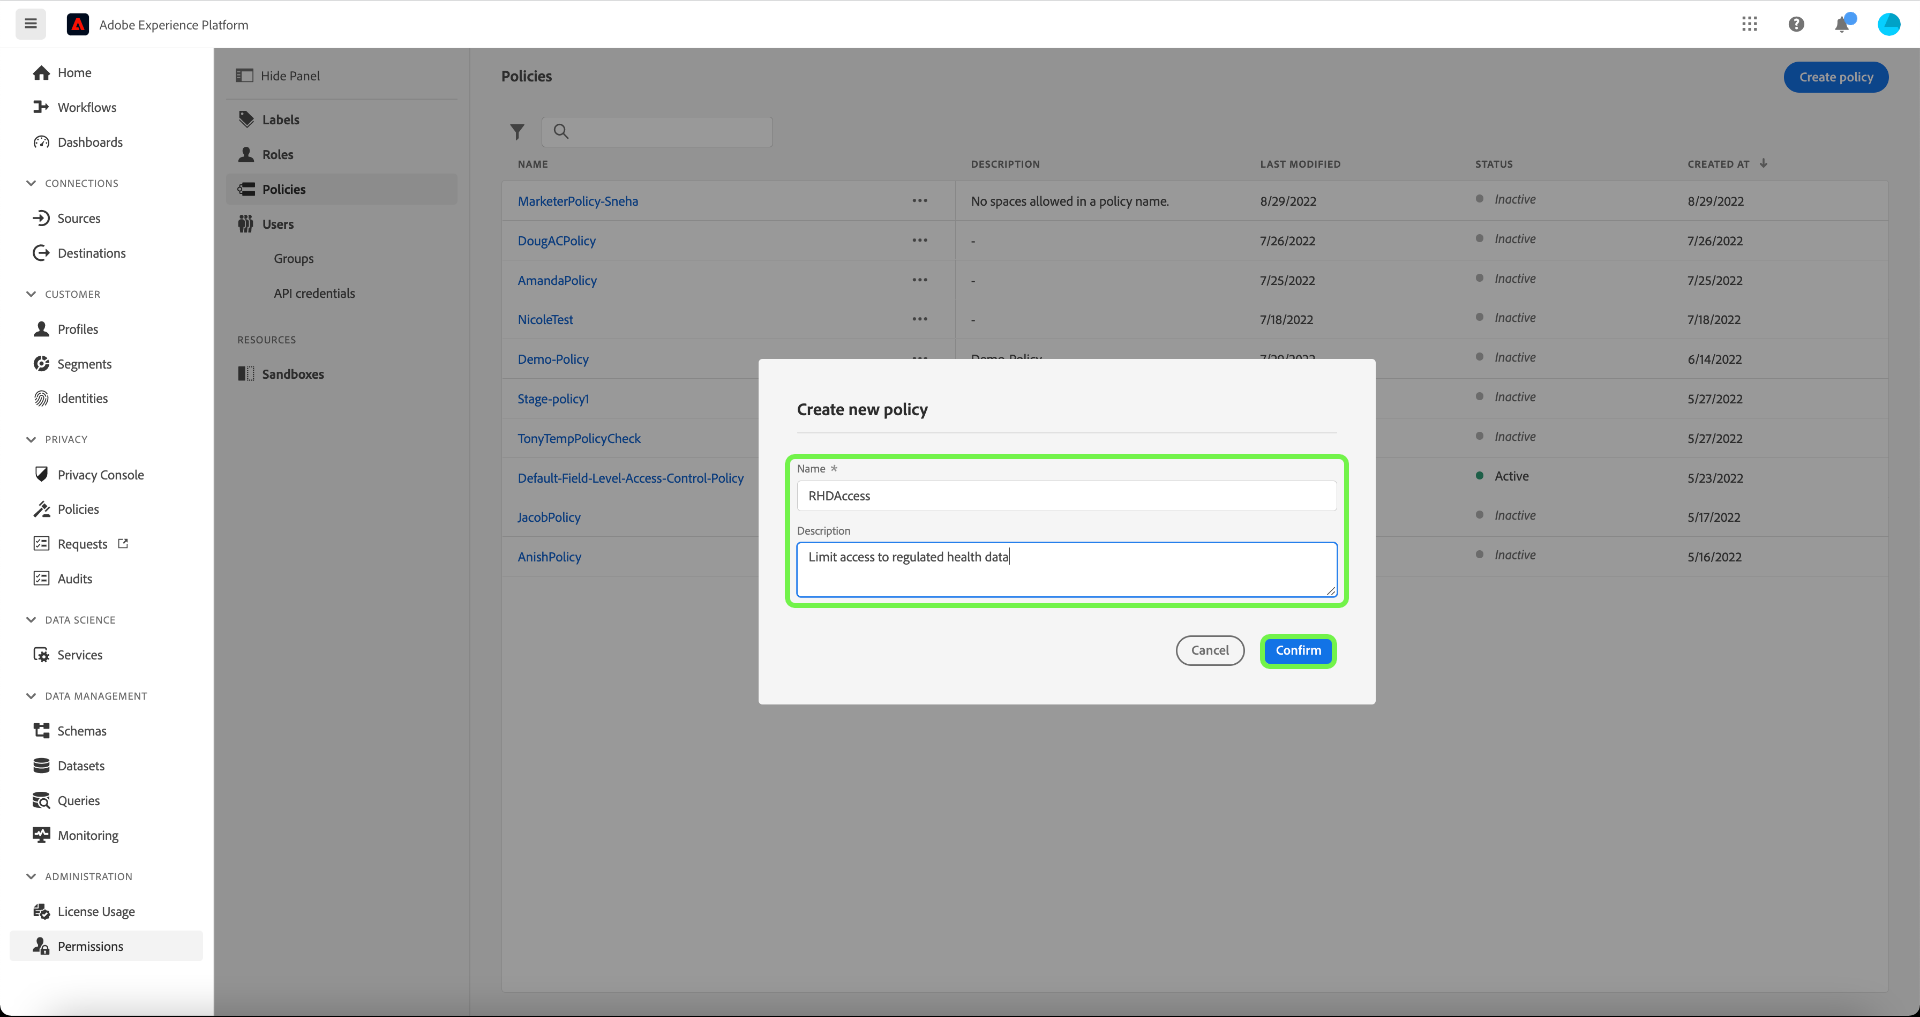 Adobe Experience Platform
Home
Workflows
Dashboards
CONNECTIONS
Sources
Destinations
CUSTOMER
Profiles
Segments
Identities
PRIVACY
Privacy Console
Policies
Requests
Audits
DATA SCIENCE
Services
DATA MANAGEMENT
Schemas
Datasets
Queries
Monitoring
ADMINISTRATION
License Usage
Permissions
Hide Panel
Labels
Roles
Policies
Users
Groups
API credentials
RESOURCES
Sandboxes
Policies
Create policy
NAME DESCRIPTION LAST MODIFIED STATUS CREATED AT
MarketerPolicy-Sneha ••• No spaces allowed in a policy name. 8/29/2022 Inactive 8/29/2022
DougACPolicy ••• - 7/26/2022 Inactive 7/26/2022
AmandaPolicy ••• - 7/25/2022 Inactive 7/25/2022
NicoleTest ••• - 7/18/2022 Inactive 7/18/2022
Demo-Policy ••• Demo-Policy 7/29/2022 Inactive 6/14/2022
Stage-policy1 Inactive 5/27/2022
TonyTempPolicyCheck Inactive 5/27/2022
Default-Field-Level-Access-Control-Policy Active 5/23/2022
JacobPolicy Inactive 5/17/2022
AnishPolicy Inactive 5/16/2022
Create new policy
Name *
RHDAccess
Description
Limit access to regulated health data
Cancel Confirm